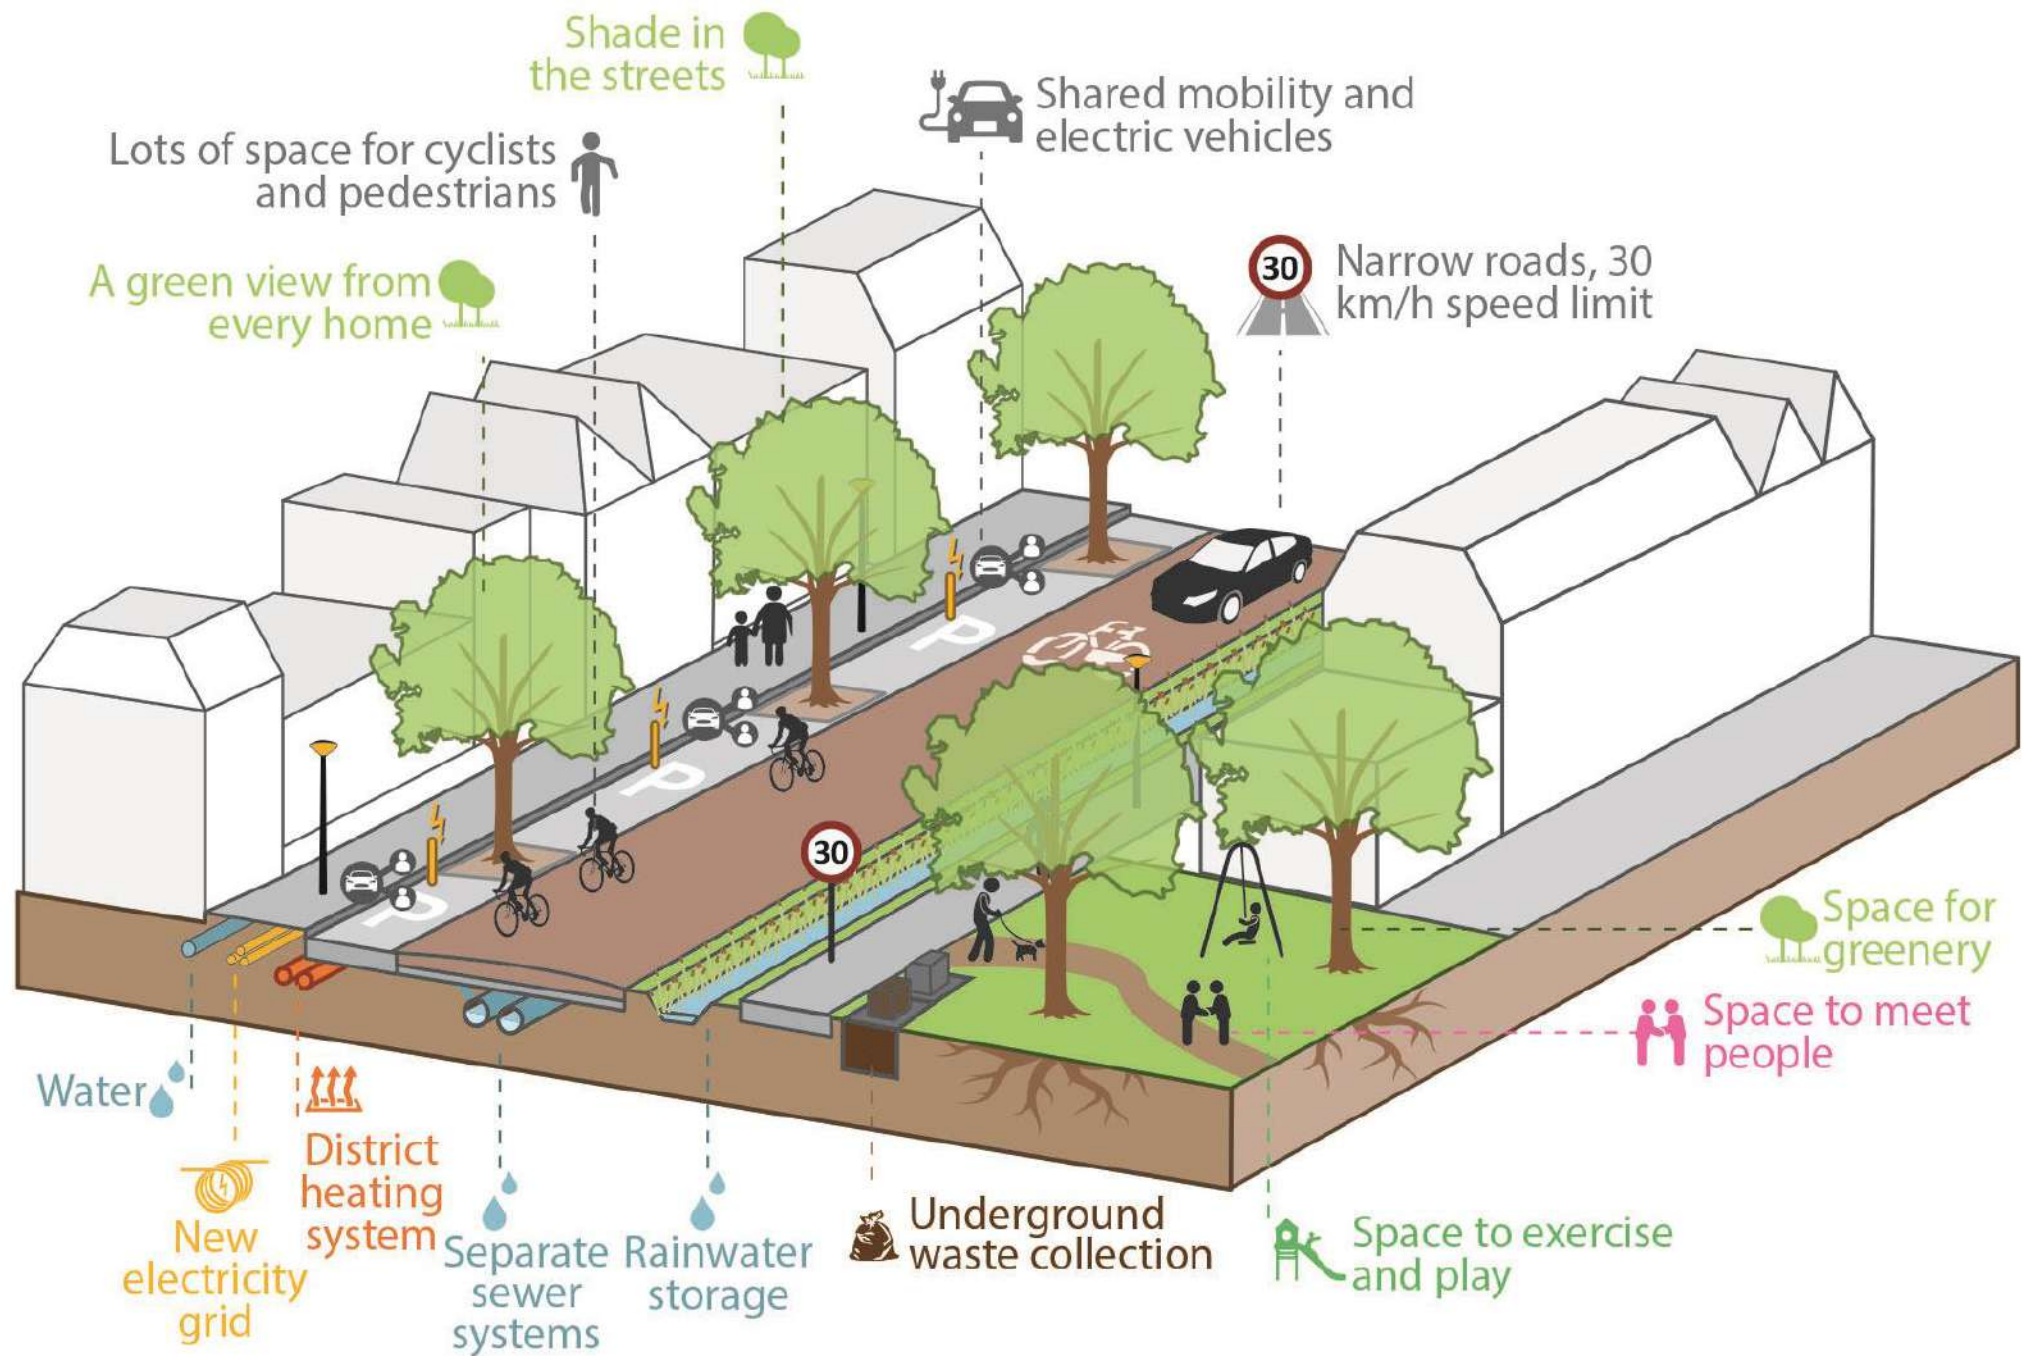 Shade in
the streets
Shared mobility and
electric vehicles
Lots of space for cyclists
and pedestrians
A green view from
every home
30
Narrow roads, 30
km/h speed limit
P
P
P
30
Space for
greenery
Space to meet
people
Water
District
heating
system
New
electricity
grid
Separate
sewer
systems
Rainwater
storage
Underground
waste collection
Space to exercise
and play